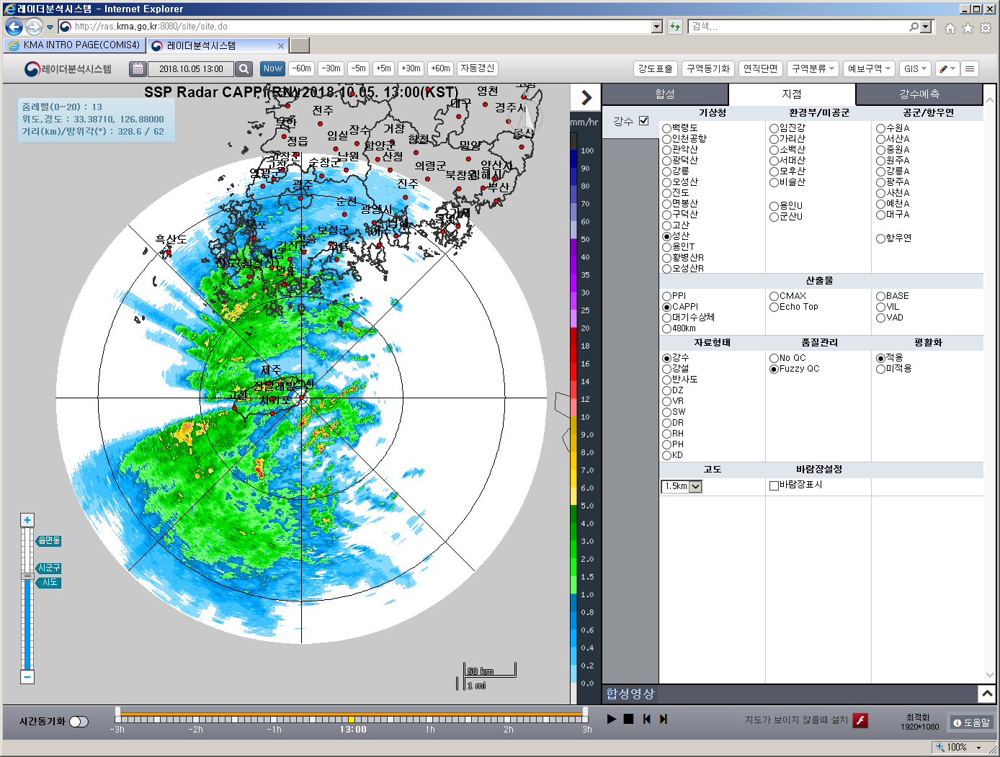 레이더분석시스템 - Internet Explorer
http://ras.kma.go.kr:8080/site/site.do
검색...
KMA INTRO PAGE(COMIS4)
레이더분석시스템
레이더분석시스템
2018.10.05 13:00
Now
-60m
-30m
-5m
+5m
+30m
+60m
자동갱신
강도표출
구역동기화
연직단면
구역분류
예보구역
GIS
SSP Radar CAPPI(RN)
2018.10.05. 13:00(KST)
줌레벨(0~20) : 13
위도,경도 : 33.38710, 126.88000
거리(km)/방위각(°) : 328.6 / 62
영천
대구
경주시
울산
전주
부안
정읍
임실
장수
거창
합천
함양군
밀양
고창군
고창
순창군
남원
산청
의령군
양산시
북창원
김해시
부산
영광군
광주
진주
순천
광양시
거제
통영
남해
여수
목포
보성군
장흥
강진군
고흥
해남
완도
흑산도
제주
성산
고산
서귀포
50 km
1 mi
읍면동
시군구
시도
mm/hr
100
90
80
70
60
50
40
35
30
25
20
18
16
14
12
10
9.0
8.0
7.0
6.0
5.0
4.0
3.0
2.0
1.5
1.0
0.8
0.6
0.4
0.2
0.0
합성
지점
강수예측
강수
기상청
환경부/미공군
공군/항우연
백령도
인천공항
관악산
광덕산
강릉
오성산
진도
면봉산
구덕산
고산
성산
용인T
황병산R
오성산R
임진강
가리산
소백산
서대산
모후산
비슬산
용인U
군산U
수원A
서산A
중원A
원주A
강릉A
광주A
사천A
예천A
대구A
항우연
산출물
PPI
CAPPI
대기수상체
480km
CMAX
Echo Top
BASE
VIL
VAD
자료형태
품질관리
평활화
강수
강설
반사도
DZ
VR
SW
DR
RH
PH
KD
No QC
Fuzzy QC
적용
미적용
고도
바람장설정
1.5km
바람장표시
합성영상
시간동기화
-3h
-2h
-1h
13:00
1h
2h
3h
지도가 보이지 않을때 설치
최적화
1920*1080
도움말
100%